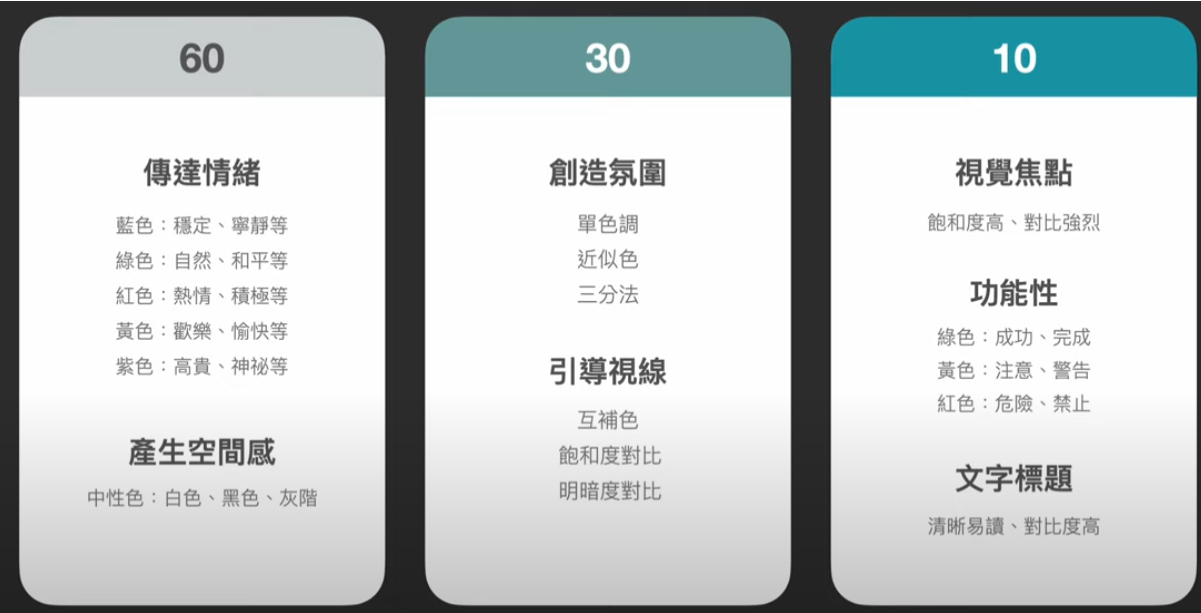 60
傳達情緒
藍色：穩定、寧靜等
綠色：自然、和平等
紅色：熱情、積極等
黃色：歡樂、愉快等
紫色：高貴、神祕等
產生空間感
中性色：白色、黑色、灰階
30
創造氛圍
單色調
近似色
三分法
引導視線
互補色
飽和度對比
明暗度對比
10
視覺焦點
飽和度高、對比強烈
功能性
綠色：成功、完成
黃色：注意、警告
紅色：危險、禁止
文字標題
清晰易讀、對比度高